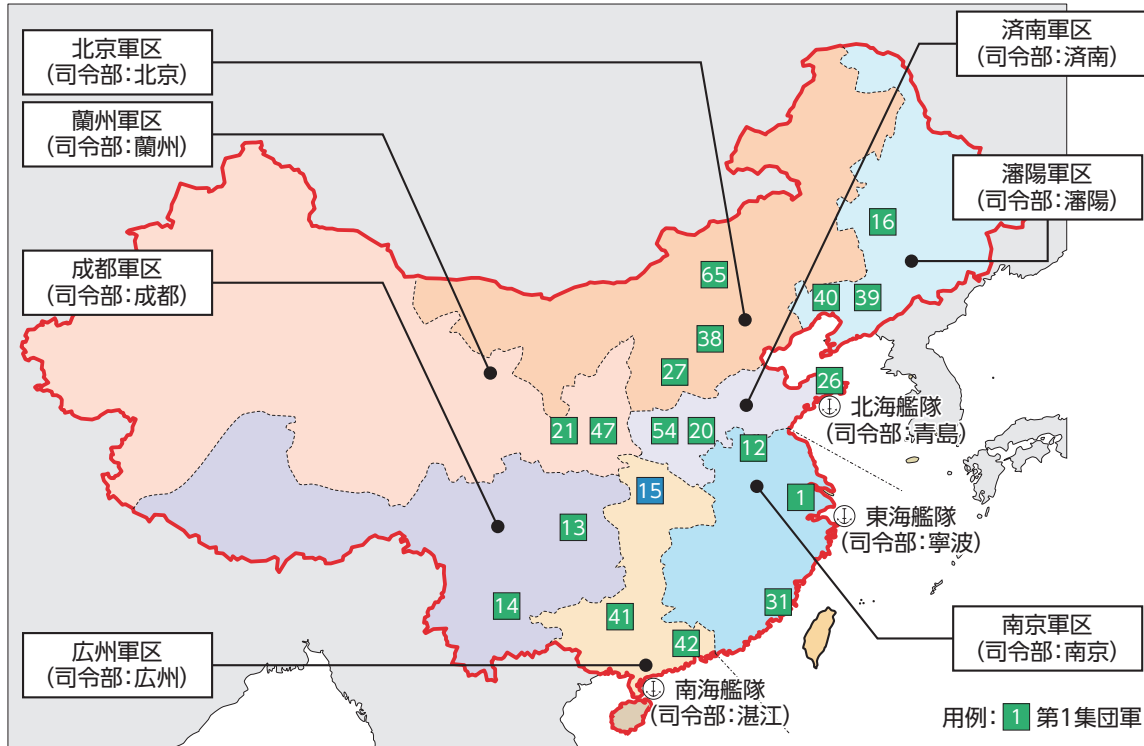 北京軍区
(司令部:北京)
蘭州軍区
(司令部:蘭州)
成都軍区
(司令部:成都)
広州軍区
(司令部:広州)
済南軍区
(司令部:済南)
瀋陽軍区
(司令部:瀋陽)
南京軍区
(司令部:南京)
16
65
40
39
38
27
26
21
47
54
20
12
15
1
13
14
41
31
42
北海艦隊
(司令部:青島)
東海艦隊
(司令部:寧波)
南海艦隊
(司令部:湛江)
用例: 1 第1集団軍